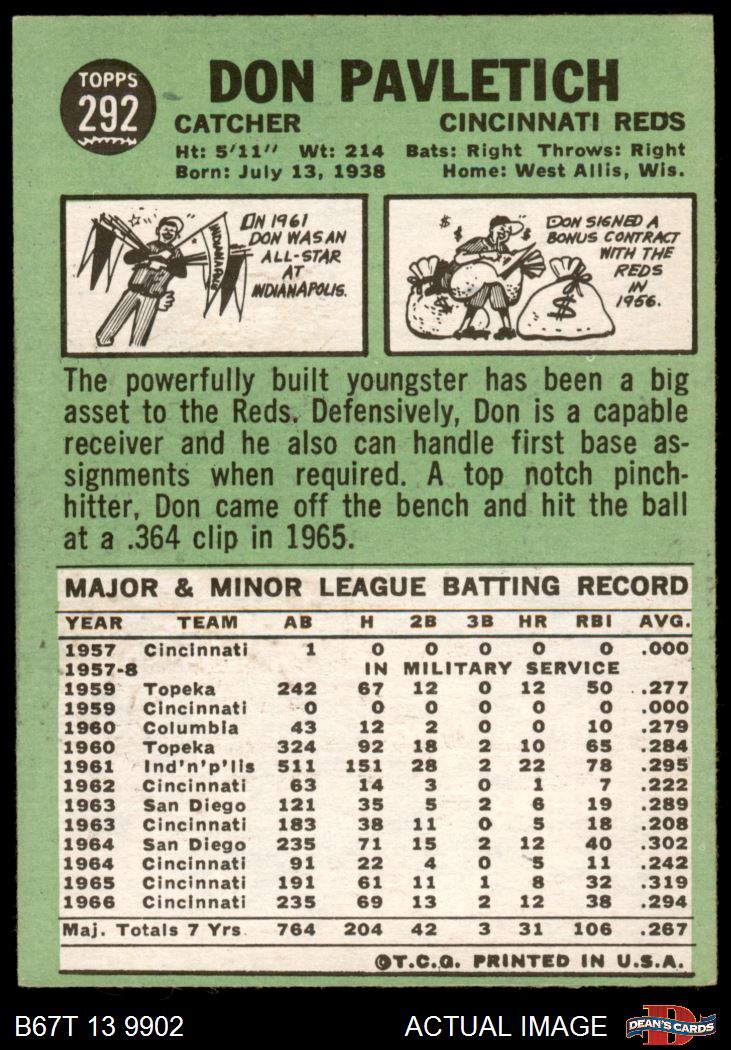 TOPPS
292
DON PAVLETICH
CATCHER CINCINNATI REDS
Ht: 5'11" Wt: 214 Bats: Right Throws: Right
Born: July 13, 1938 Home: West Allis, Wis.
IN 1961
DON WAS AN
ALL-STAR
AT
INDIANAPOLIS.
INDIANAPOLIS
DON SIGNED A
BONUS CONTRACT
WITH THE
REDS
IN
1956.
$ $ $
$ $
The powerfully built youngster has been a big
asset to the Reds. Defensively, Don is a capable
receiver and he also can handle first base as-
signments when required. A top notch pinch-
hitter, Don came off the bench and hit the ball
at a .364 clip in 1965.
MAJOR & MINOR LEAGUE BATTING RECORD
YEAR TEAM AB H 2B 3B HR RBI AVG.
1957 Cincinnati 1 0 0 0 0 0 .000
1957-8 IN MILITARY SERVICE
1959 Topeka 242 67 12 0 12 50 .277
1959 Cincinnati 0 0 0 0 0 0 .000
1960 Columbia 43 12 2 0 0 10 .279
1960 Topeka 324 92 18 2 10 65 .284
1961 Ind'n'p'lis 511 151 28 2 22 78 .295
1962 Cincinnati 63 14 3 0 1 7 .222
1963 San Diego 121 35 5 2 6 19 .289
1963 Cincinnati 183 38 11 0 5 18 .208
1964 San Diego 235 71 15 2 12 40 .302
1964 Cincinnati 91 22 4 0 5 11 .242
1965 Cincinnati 191 61 11 1 8 32 .319
1966 Cincinnati 235 69 13 2 12 38 .294
Maj. Totals 7 Yrs. 764 204 42 3 31 106 .267
©T.C.G. PRINTED IN U.S.A.
B67T 13 9902 ACTUAL IMAGE
D
DEAN'S CARDS